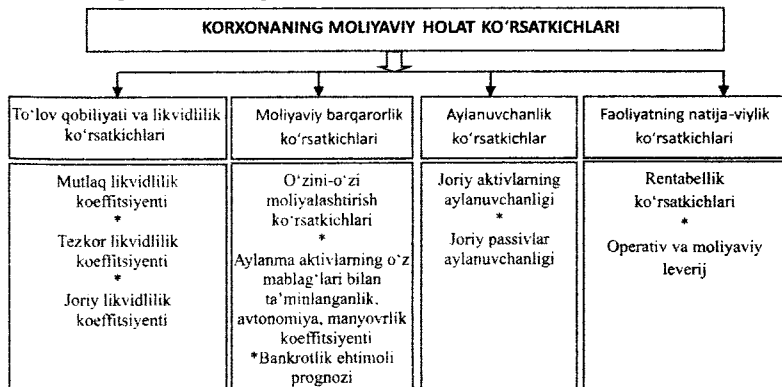 KORXONANING MOLIYAVIY HOLAT KO‘RSATKICHLARI
To‘lov qobiliyati va likvidlilik
ko‘rsatkichlari
Mutlaq likvidlilik
koeffitsiyenti
*
Tezkor likvidlilik
koeffitsiyenti
*
Joriy likvidlilik
koeffitsiyenti
Moliyaviy barqarorlik
ko‘rsatkichlari
O‘zini-o‘zi
moliyalashtirish
ko‘rsatkichlari
*
Aylanma aktivlarning o‘z
mablag‘lari bilan
ta’minlanganlik,
avtonomiya, manyovrlik
koeffitsiyenti
*Bankrotlik ehtimoli
prognozi
Aylanuvchanlik
ko‘rsatkichlar
Joriy aktivlarning
aylanuvchanligi
*
Joriy passivlar
aylanuvchanligi
Faoliyatning natija-viylik
ko‘rsatkichlari
Rentabellik
ko‘rsatkichlari
*
Operativ va moliyaviy
leverij